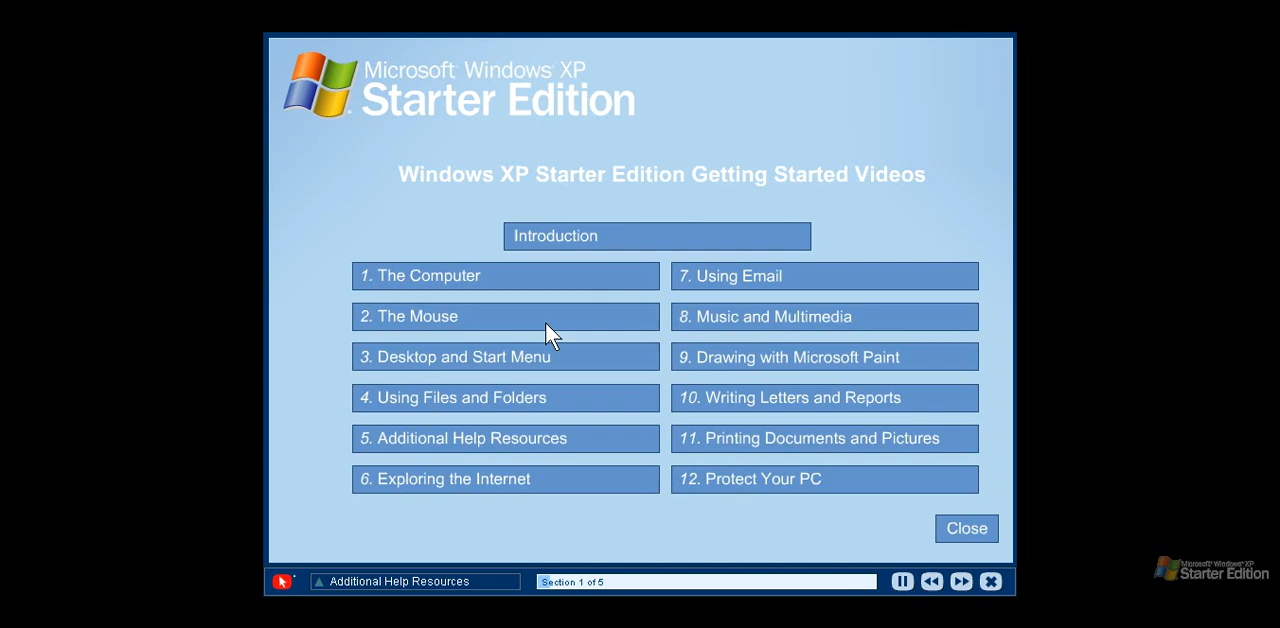 Microsoft Windows XP
Starter Edition
Windows XP Starter Edition Getting Started Videos
Introduction
1. The Computer
2. The Mouse
3. Desktop and Start Menu
4. Using Files and Folders
5. Additional Help Resources
6. Exploring the Internet
7. Using Email
8. Music and Multimedia
9. Drawing with Microsoft Paint
10. Writing Letters and Reports
11. Printing Documents and Pictures
12. Protect Your PC
Close
Additional Help Resources
Section 1 of 5
Microsoft Windows XP
Starter Edition